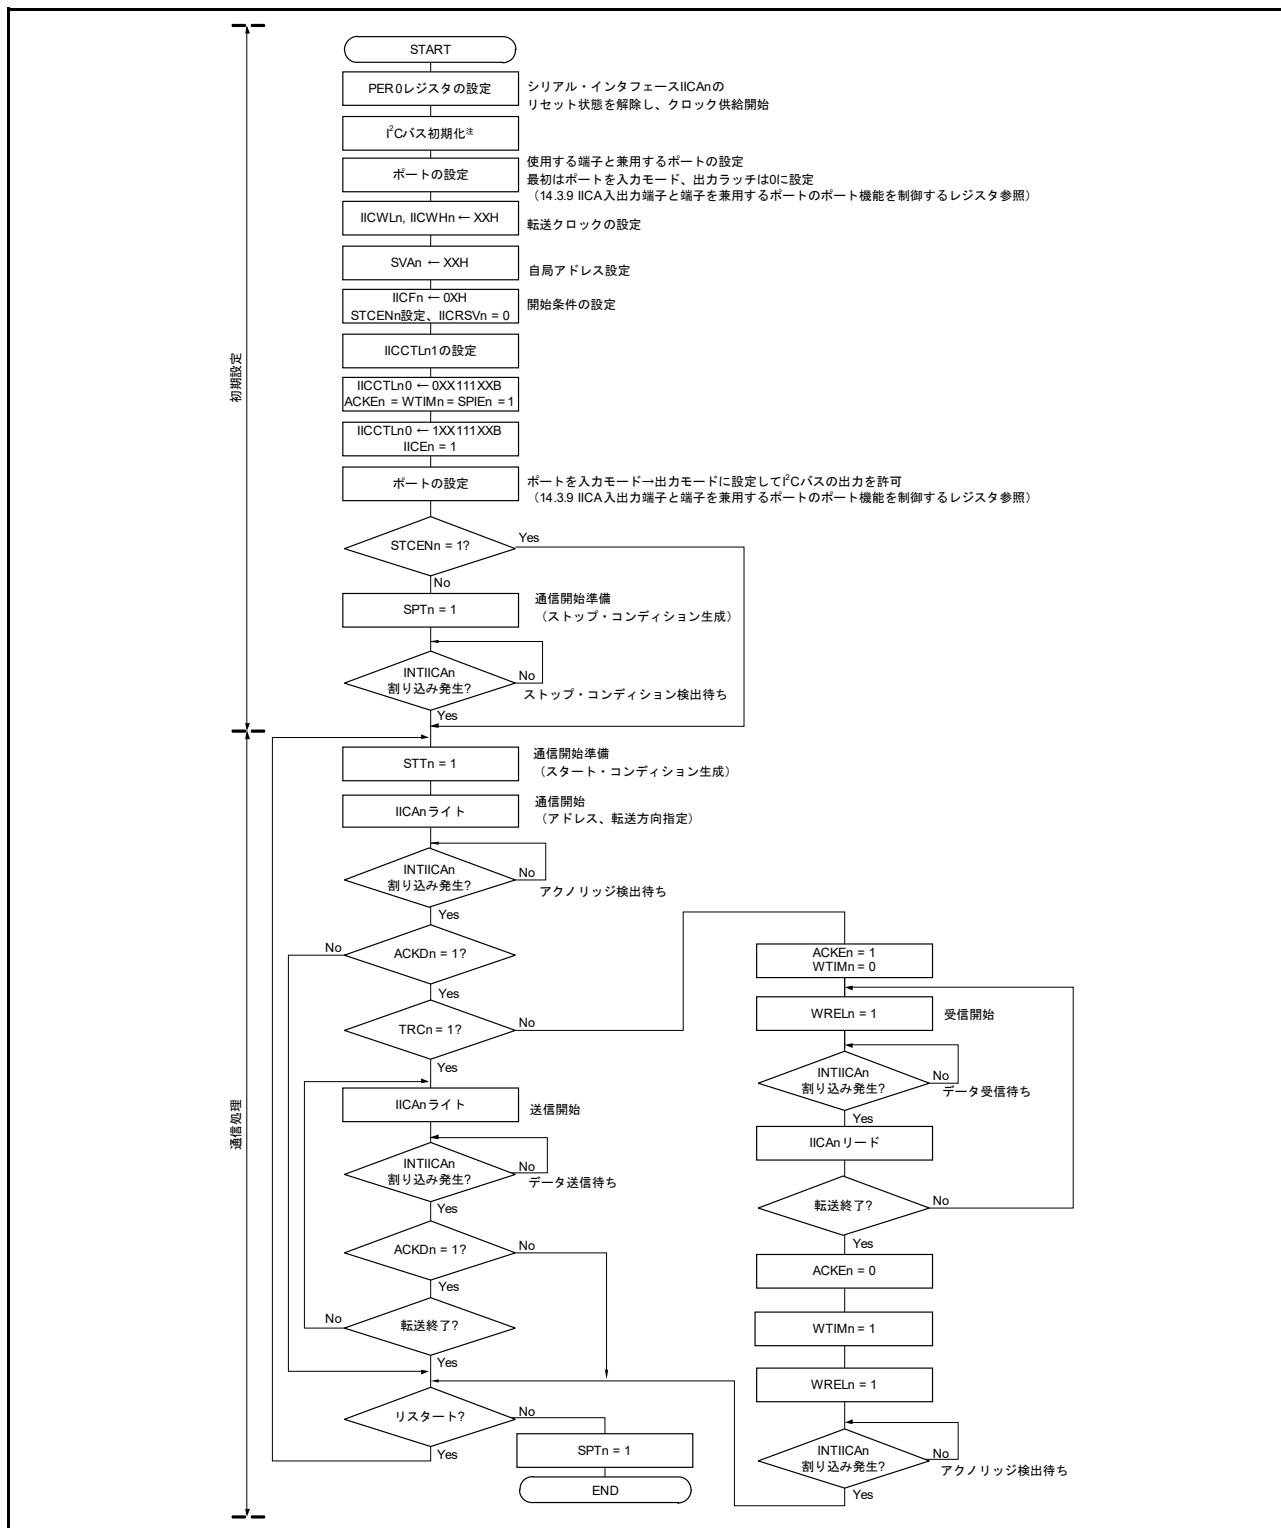 START
PER0レジスタの設定
シリアル・インタフェースIICAnの
リセット状態を解除し、クロック供給開始
I²Cバス初期化注
ポートの設定
使用する端子と兼用するポートの設定
最初はポートを入力モード、出力ラッチは0に設定
（14.3.9 IICA入出力端子と端子を兼用するポートのポート機能を制御するレジスタ参照）
IICWLn, IICWHn ← XXH
転送クロックの設定
SVAn ← XXH
自局アドレス設定
IICFn ← 0XH
STCENn設定、IICRSVn = 0
開始条件の設定
IICCTLn1の設定
初期設定
IICCTLn0 ← 0XX111XXB
ACKEn = WTIMn = SPIEn = 1
IICCTLn0 ← 1XX111XXB
IICEn = 1
ポートの設定
ポートを入力モード→出力モードに設定してI²Cバスの出力を許可
（14.3.9 IICA入出力端子と端子を兼用するポートのポート機能を制御するレジスタ参照）
STCENn = 1?
Yes
No
SPTn = 1
通信開始準備
（ストップ・コンディション生成）
INTIICAn
割り込み発生?
No
ストップ・コンディション検出待ち
Yes
STTn = 1
通信開始準備
（スタート・コンディション生成）
IICAnライト
通信開始
（アドレス、転送方向指定）
INTIICAn
割り込み発生?
No
アクノリッジ検出待ち
Yes
ACKDn = 1?
No
Yes
TRCn = 1?
No
Yes
通信処理
IICAnライト
送信開始
INTIICAn
割り込み発生?
No
データ送信待ち
Yes
ACKDn = 1?
No
Yes
転送終了?
No
Yes
リスタート?
No
Yes
SPTn = 1
END
ACKEn = 1
WTIMn = 0
WRELn = 1
受信開始
INTIICAn
割り込み発生?
No
データ受信待ち
Yes
IICAnリード
転送終了?
No
Yes
ACKEn = 0
WTIMn = 1
WRELn = 1
INTIICAn
割り込み発生?
No
アクノリッジ検出待ち
Yes